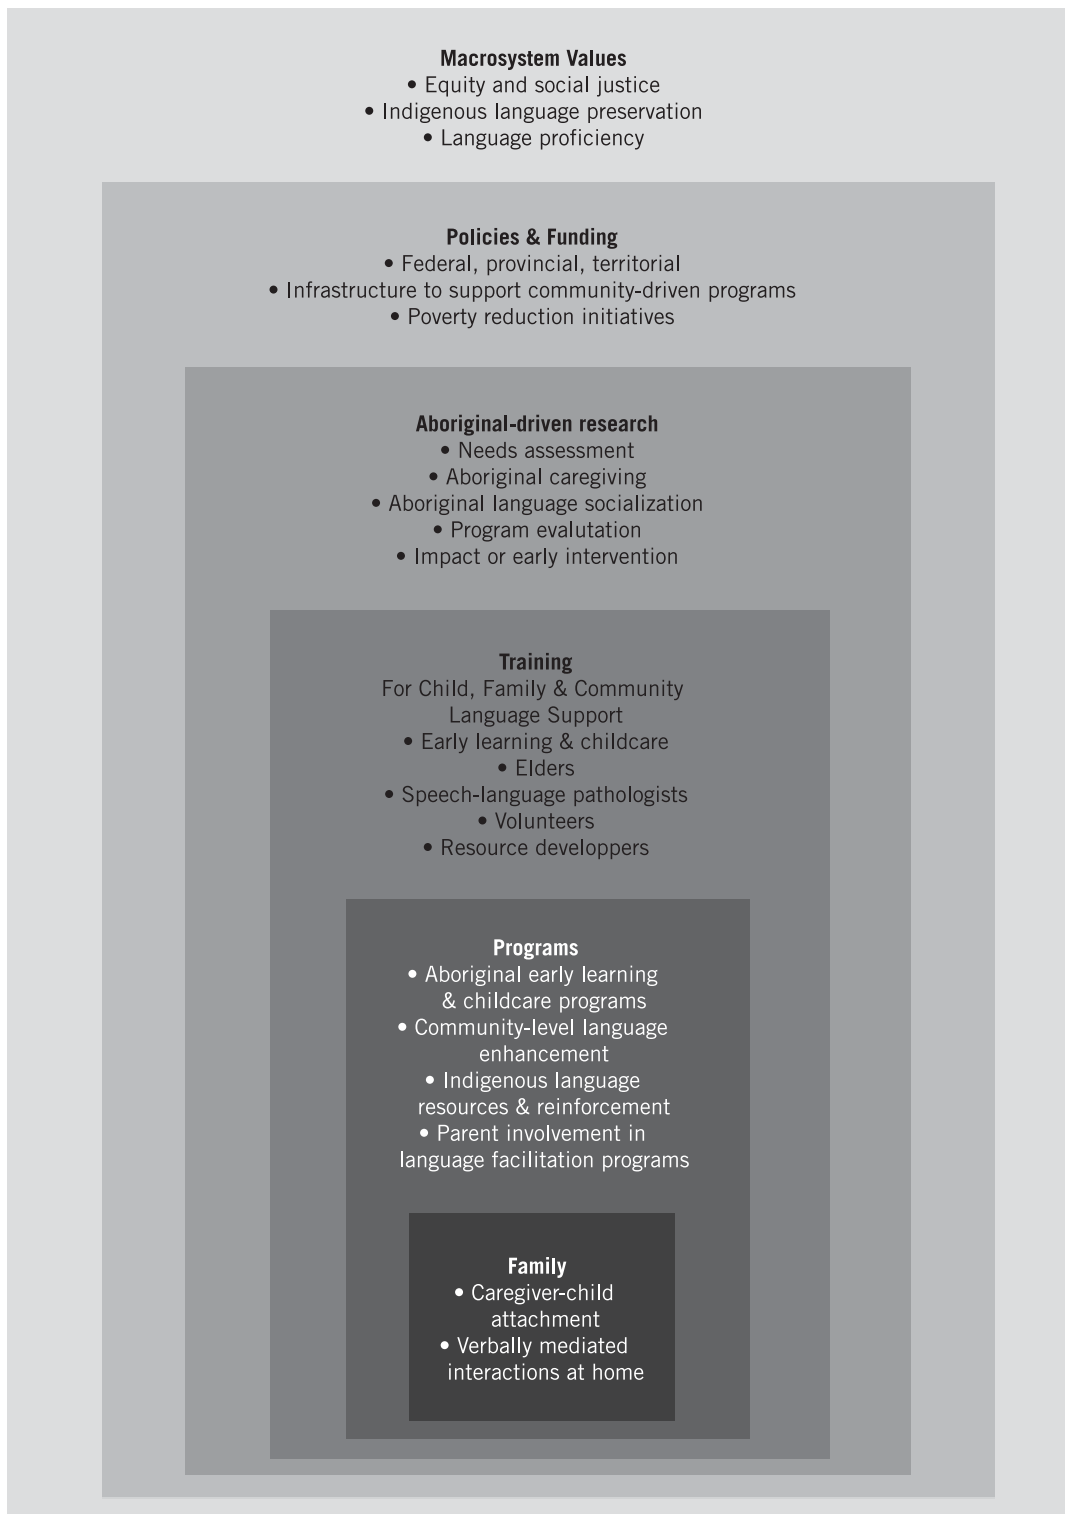 Macrosystem Values
• Equity and social justice
• Indigenous language preservation
• Language proficiency
Policies & Funding
• Federal, provincial, territorial
• Infrastructure to support community-driven programs
• Poverty reduction initiatives
Aboriginal-driven research
• Needs assessment
• Aboriginal caregiving
• Aboriginal language socialization
• Program evalutation
• Impact or early intervention
Training
For Child, Family & Community
Language Support
• Early learning & childcare
• Elders
• Speech-language pathologists
• Volunteers
• Resource developpers
Programs
• Aboriginal early learning
& childcare programs
• Community-level language
enhancement
• Indigenous language
resources & reinforcement
• Parent involvement in
language facilitation programs
Family
• Caregiver-child
attachment
• Verbally mediated
interactions at home